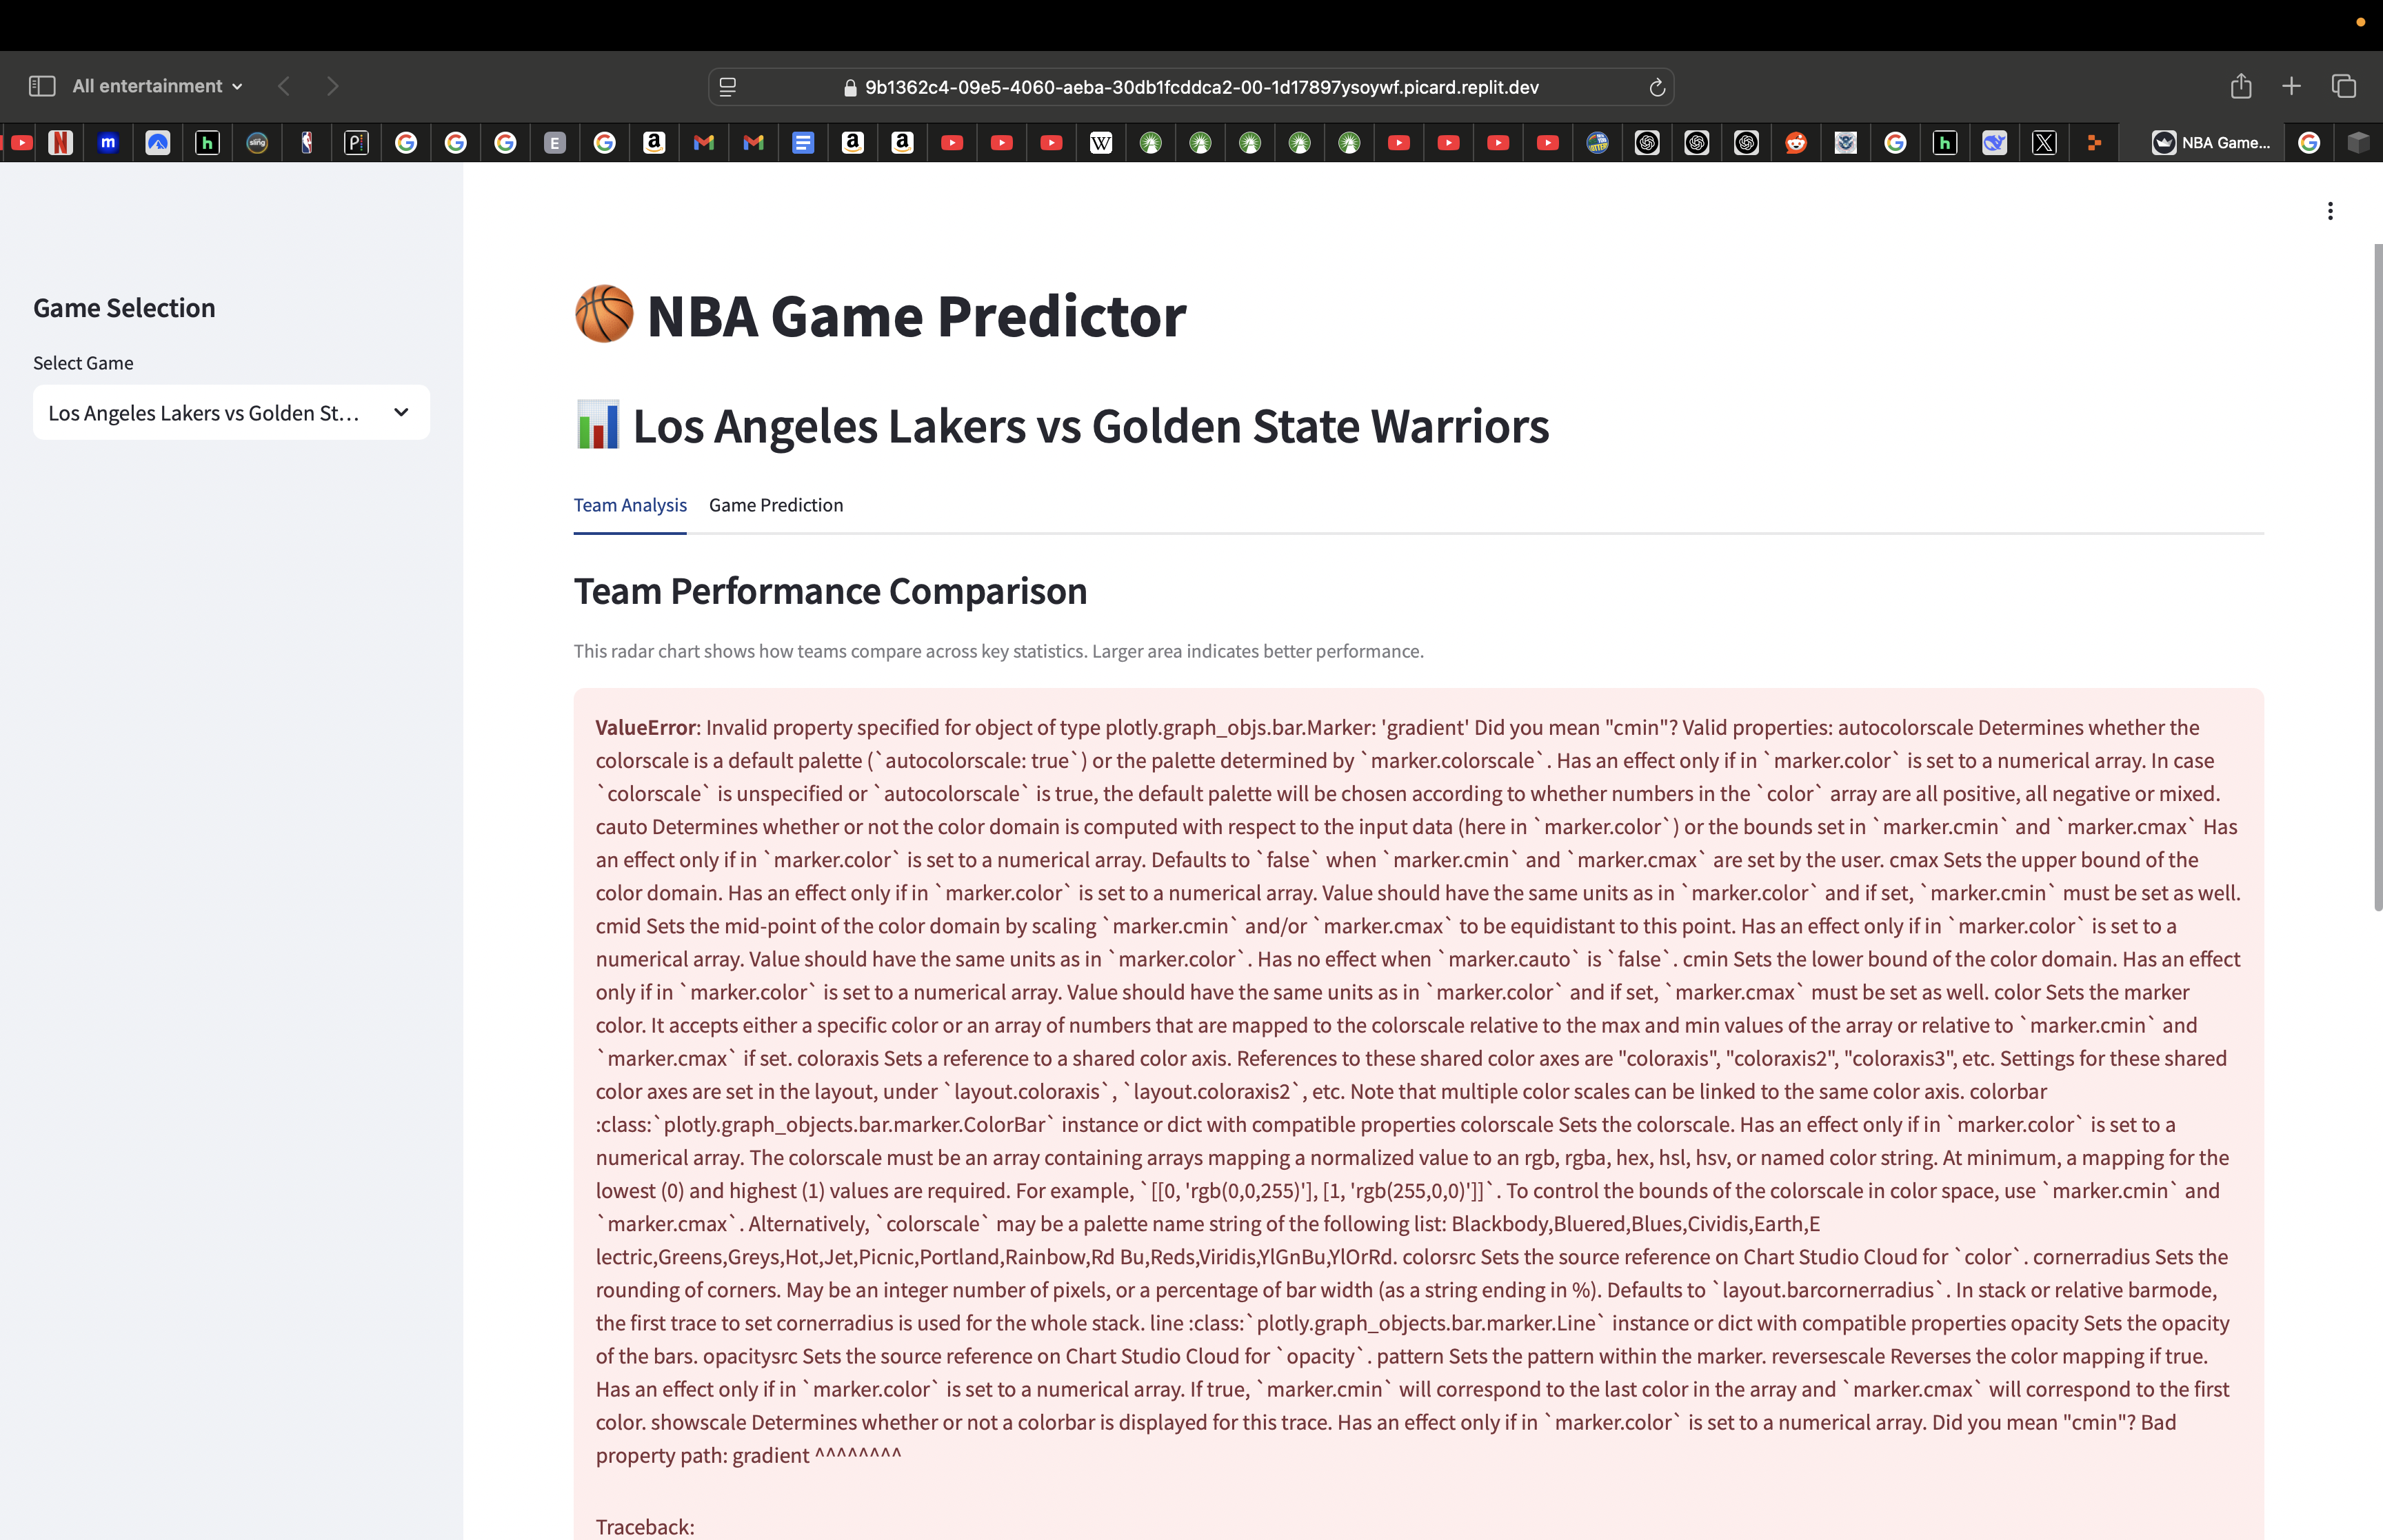 All entertainment
9b1362c4-09e5-4060-aeba-30db1fcddca2-00-1d17897ysoywf.picard.replit.dev
N m h sling P E a a a W h X NBA Game...
Game Selection
Select Game
Los Angeles Lakers vs Golden St...
🏀 NBA Game Predictor
📊 Los Angeles Lakers vs Golden State Warriors
Team Analysis Game Prediction
Team Performance Comparison
This radar chart shows how teams compare across key statistics. Larger area indicates better performance.
ValueError: Invalid property specified for object of type plotly.graph_objs.bar.Marker: 'gradient' Did you mean "cmin"? Valid properties: autocolorscale Determines whether the
colorscale is a default palette (`autocolorscale: true`) or the palette determined by `marker.colorscale`. Has an effect only if in `marker.color` is set to a numerical array. In case
`colorscale` is unspecified or `autocolorscale` is true, the default palette will be chosen according to whether numbers in the `color` array are all positive, all negative or mixed.
cauto Determines whether or not the color domain is computed with respect to the input data (here in `marker.color`) or the bounds set in `marker.cmin` and `marker.cmax` Has
an effect only if in `marker.color` is set to a numerical array. Defaults to `false` when `marker.cmin` and `marker.cmax` are set by the user. cmax Sets the upper bound of the
color domain. Has an effect only if in `marker.color` is set to a numerical array. Value should have the same units as in `marker.color` and if set, `marker.cmin` must be set as well.
cmid Sets the mid-point of the color domain by scaling `marker.cmin` and/or `marker.cmax` to be equidistant to this point. Has an effect only if in `marker.color` is set to a
numerical array. Value should have the same units as in `marker.color`. Has no effect when `marker.cauto` is `false`. cmin Sets the lower bound of the color domain. Has an effect
only if in `marker.color` is set to a numerical array. Value should have the same units as in `marker.color` and if set, `marker.cmax` must be set as well. color Sets the marker
color. It accepts either a specific color or an array of numbers that are mapped to the colorscale relative to the max and min values of the array or relative to `marker.cmin` and
`marker.cmax` if set. coloraxis Sets a reference to a shared color axis. References to these shared color axes are "coloraxis", "coloraxis2", "coloraxis3", etc. Settings for these shared
color axes are set in the layout, under `layout.coloraxis`, `layout.coloraxis2`, etc. Note that multiple color scales can be linked to the same color axis. colorbar
:class:`plotly.graph_objects.bar.marker.ColorBar` instance or dict with compatible properties colorscale Sets the colorscale. Has an effect only if in `marker.color` is set to a
numerical array. The colorscale must be an array containing arrays mapping a normalized value to an rgb, rgba, hex, hsl, hsv, or named color string. At minimum, a mapping for the
lowest (0) and highest (1) values are required. For example, `[[0, 'rgb(0,0,255)'], [1, 'rgb(255,0,0)']]`. To control the bounds of the colorscale in color space, use `marker.cmin` and
`marker.cmax`. Alternatively, `colorscale` may be a palette name string of the following list: Blackbody,Bluered,Blues,Cividis,Earth,E
lectric,Greens,Greys,Hot,Jet,Picnic,Portland,Rainbow,Rd Bu,Reds,Viridis,YlGnBu,YlOrRd. colorsrc Sets the source reference on Chart Studio Cloud for `color`. cornerradius Sets the
rounding of corners. May be an integer number of pixels, or a percentage of bar width (as a string ending in %). Defaults to `layout.barcornerradius`. In stack or relative barmode,
the first trace to set cornerradius is used for the whole stack. line :class:`plotly.graph_objects.bar.marker.Line` instance or dict with compatible properties opacity Sets the opacity
of the bars. opacitysrc Sets the source reference on Chart Studio Cloud for `opacity`. pattern Sets the pattern within the marker. reversescale Reverses the color mapping if true.
Has an effect only if in `marker.color` is set to a numerical array. If true, `marker.cmin` will correspond to the last color in the array and `marker.cmax` will correspond to the first
color. showscale Determines whether or not a colorbar is displayed for this trace. Has an effect only if in `marker.color` is set to a numerical array. Did you mean "cmin"? Bad
property path: gradient ^^^^^^^^
Traceback: